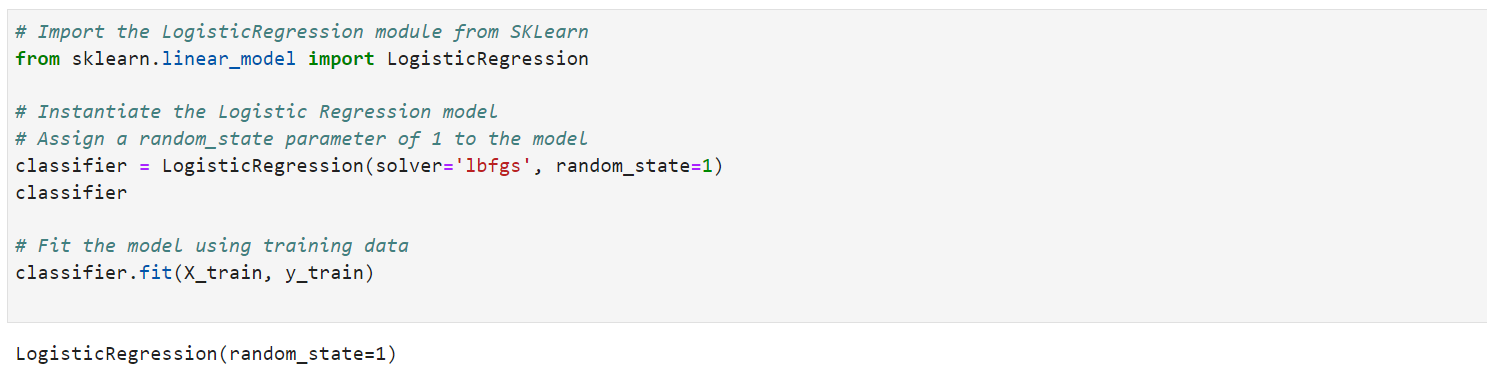 # Import the LogisticRegression module from SKLearn
from sklearn.linear_model import LogisticRegression
# Instantiate the Logistic Regression model
# Assign a random_state parameter of 1 to the model
classifier = LogisticRegression(solver='lbfgs', random_state=1)
classifier
# Fit the model using training data
classifier.fit(X_train, y_train)
LogisticRegression(random_state=1)